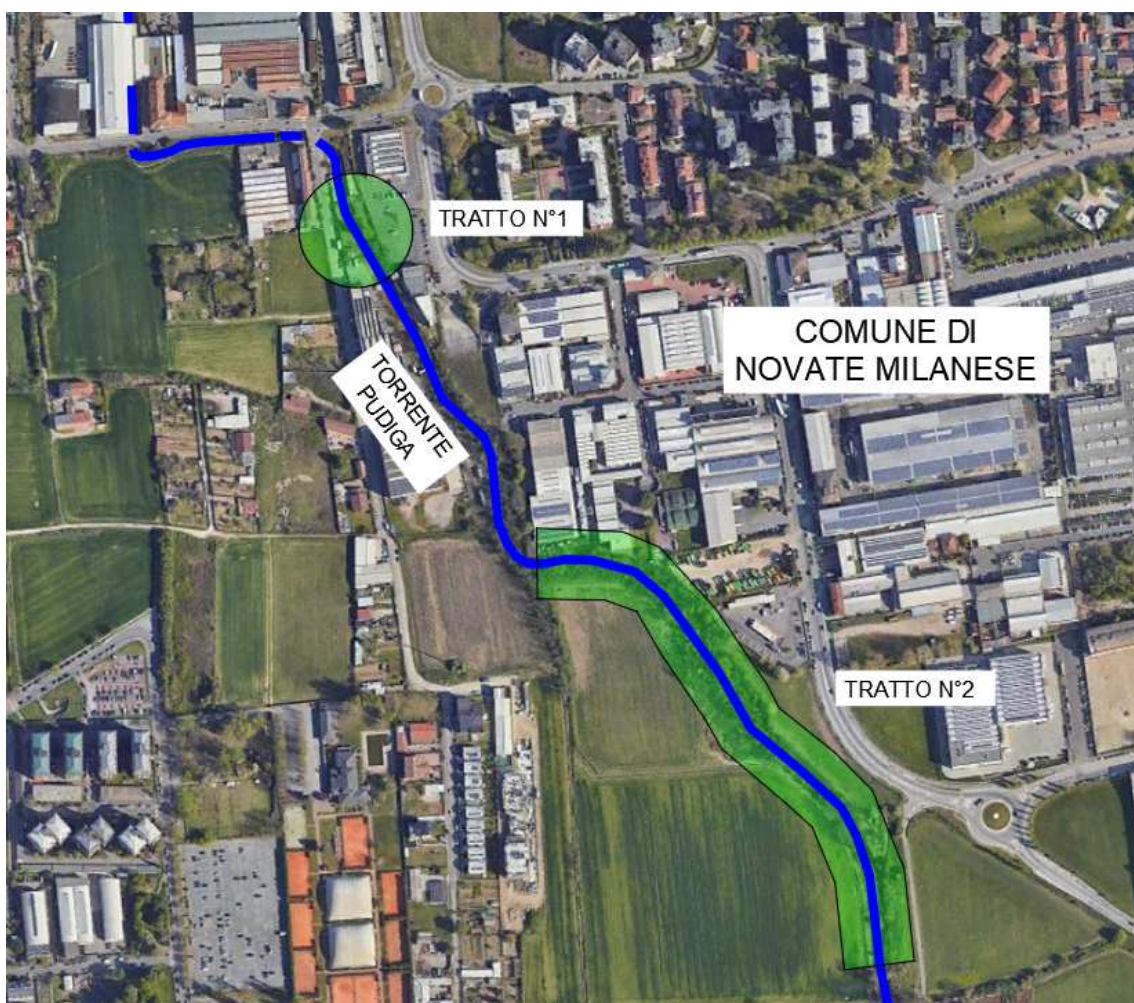 TRATTO N°1
COMUNE DI
NOVATE MILANESE
TORRENTE
PUDIGA
TRATTO N°2